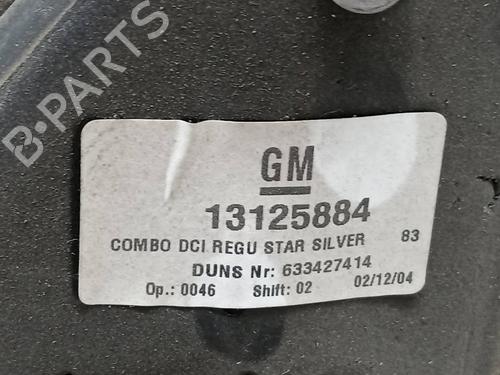 B-PARTS
GM
13125884
COMBO DCI REGU STAR SILVER 83
DUNS Nr: 633427414
Op.: 0046 Shift: 02 02/12/04